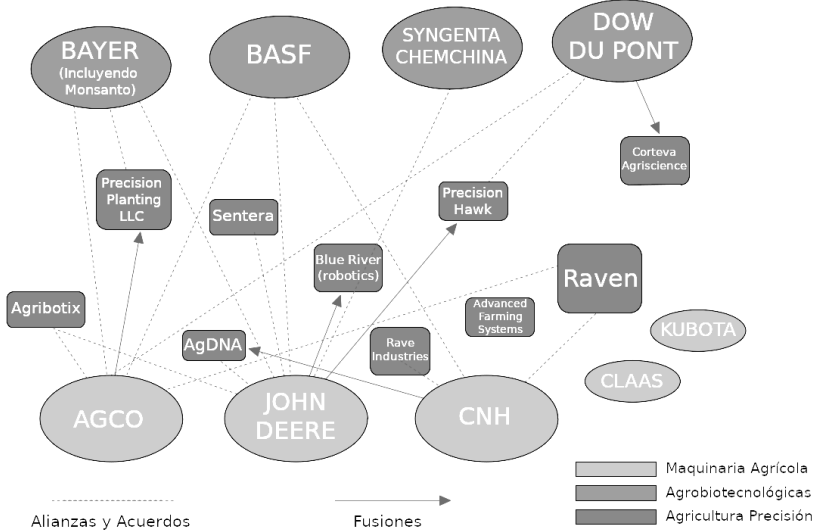 BAYER
(Incluyendo
Monsanto)
BASF
SYNGENTA
CHEMCHINA
DOW
DU PONT
Corteva
Agriscience
Precision
Planting
LLC
Sentera
Precision
Hawk
Blue River
(robotics)
Raven
Agribotix
AgDNA
Rave
Industries
Advanced
Farming
Systems
KUBOTA
CLAAS
AGCO
JOHN
DEERE
CNH
Maquinaria Agrícola
Agrobiotecnológicas
Agricultura Precisión
Alianzas y Acuerdos
Fusiones